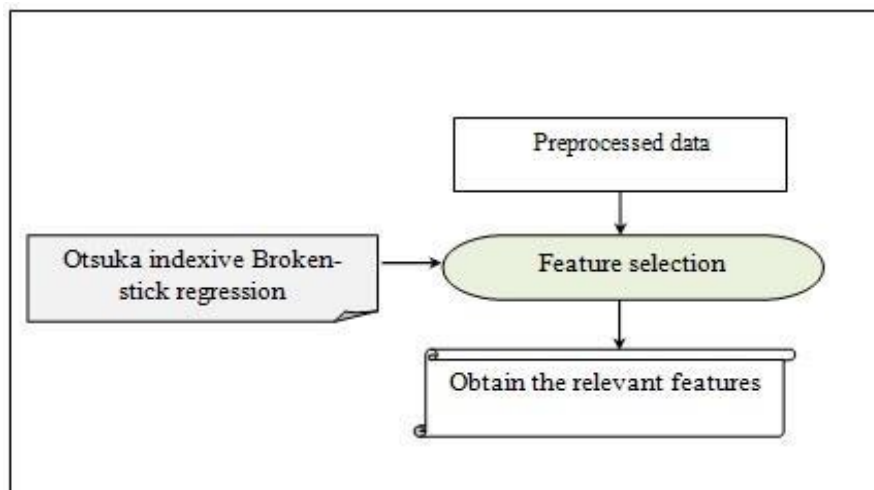 Preprocessed data
Otsuka indexive Broken-
stick regression
Feature selection
Obtain the relevant features